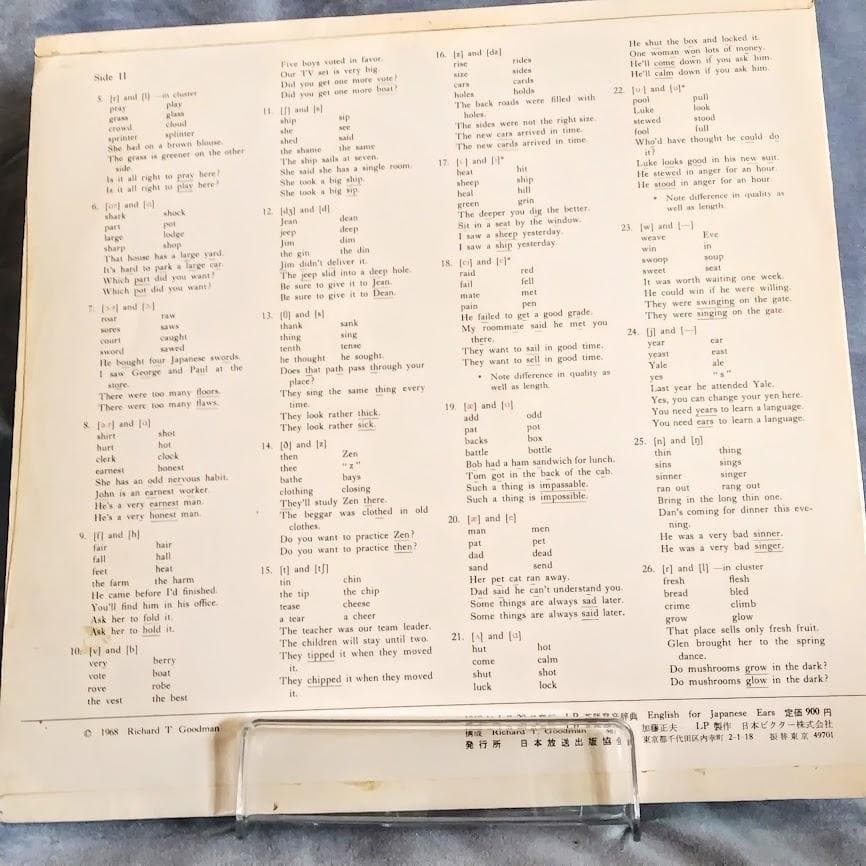 Side II
5. [r] and [l] —in cluster
pray play
grass glass
crowd cloud
sprinter splinter
She had on a brown blouse.
The grass is greener on the other
side.
Is it all right to pray here?
Is it all right to play here?
6. [ɑr] and [ɑ]
shark shock
part pot
large lodge
sharp shop
That house has a large yard.
It's hard to park a large car.
Which part did you want?
Which pot did you want?
7. [ɔr] and [ɔ]
roar raw
sores saws
court caught
sword sawed
He bought four Japanese swords.
I saw George and Paul at the
store.
There were too many floors.
There were too many flaws.
8. [ər] and [ɑ]
shirt shot
hurt hot
clerk clock
earnest honest
She has an odd nervous habit.
John is an earnest worker.
He's a very earnest man.
He's a very honest man.
9. [f] and [h]
fair hair
fall hall
feet heat
the farm the harm
He came before I'd finished.
You'll find him in his office.
Ask her to fold it.
Ask her to hold it.
10. [v] and [b]
very berry
vote boat
rove robe
the vest the best
Five boys voted in favor.
Our TV set is very big.
Did you get one more vote?
Did you get one more boat?
11. [ʃ] and [s]
ship sip
she see
shed said
the shame the same
The ship sails at seven.
She said she has a single room.
She took a big ship.
She took a big sip.
12. [dʒ] and [d]
Jean dean
jeep deep
Jim dim
the gin the din
Jim didn't deliver it.
The jeep slid into a deep hole.
Be sure to give it to Jean.
Be sure to give it to Dean.
13. [θ] and [s]
thank sank
thing sing
tenth tense
he thought he sought.
Does that path pass through your
place?
They sing the same thing every
time.
They look rather thick.
They look rather sick.
14. [ð] and [z]
then Zen
thee "z"
bathe bays
clothing closing
They'll study Zen there.
The beggar was clothed in old
clothes.
Do you want to practice Zen?
Do you want to practice then?
15. [t] and [tʃ]
tin chin
the tip the chip
tease cheese
a tear a cheer
The teacher was our team leader.
The children will stay until two.
They tipped it when they moved
it.
They chipped it when they moved
it.
16. [z] and [dz]
rise rides
size sides
cars cards
holes holds
The back roads were filled with
holes.
The sides were not the right size.
The new cars arrived in time.
The new cards arrived in time.
17. [i:] and [i]*
heat hit
sheep ship
heal hill
green grin
The deeper you dig the better.
Sit in a seat by the window.
I saw a sheep yesterday.
I saw a ship yesterday.
18. [ei] and [e]*
raid red
fail fell
mate met
pain pen
He failed to get a good grade.
My roommate said he met you
there.
They want to sail in good time.
They want to sell in good time.
* Note difference in quality as
well as length.
19. [æ] and [ɑ]
add odd
pat pot
backs box
battle bottle
Bob had a ham sandwich for lunch.
Tom got in the back of the cab.
Such a thing is impassable.
Such a thing is impossible.
20. [æ] and [e]
man men
pat pet
dad dead
sand send
Her pet cat ran away.
Dad said he can't understand you.
Some things are always sad later.
Some things are always said later.
21. [ʌ] and [ɑ]
hut hot
come calm
shut shot
luck lock
He shut the box and locked it.
One woman won lots of money.
He'll come down if you ask him.
He'll calm down if you ask him.
22. [u:] and [u]*
pool pull
Luke look
stewed stood
fool full
Who'd have thought he could do
it?
Luke looks good in his new suit.
He stewed in anger for an hour.
He stood in anger for an hour.
* Note difference in quality as
well as length.
23. [w] and [—]
weave Eve
win in
swoop soup
sweet seat
It was worth waiting one week.
He could win if he were willing.
They were swinging on the gate.
They were singing on the gate.
24. [j] and [—]
year ear
yeast east
Yale ale
yes "s"
Last year he attended Yale.
Yes, you can change your yen here.
You need years to learn a language.
You need ears to learn a language.
25. [n] and [ŋ]
thin thing
sins sings
sinner singer
ran out rang out
Bring in the long thin one.
Dan's coming for dinner this eve-
ning.
He was a very bad sinner.
He was a very bad singer.
26. [r] and [l] —in cluster
fresh flesh
bread bled
crime climb
grow glow
That place sells only fresh fruit.
Glen brought her to the spring
dance.
Do mushrooms grow in the dark?
Do mushrooms glow in the dark?
© 1968 Richard T. Goodman
LP 英語発音辞典 English for Japanese Ears 定価 900 円
構成 Richard T. Goodman 加藤正夫 LP 製作 日本ビクター株式会社
発行所 日本放送出版協会 東京都千代田区内幸町 2-1-18 振替東京 49701